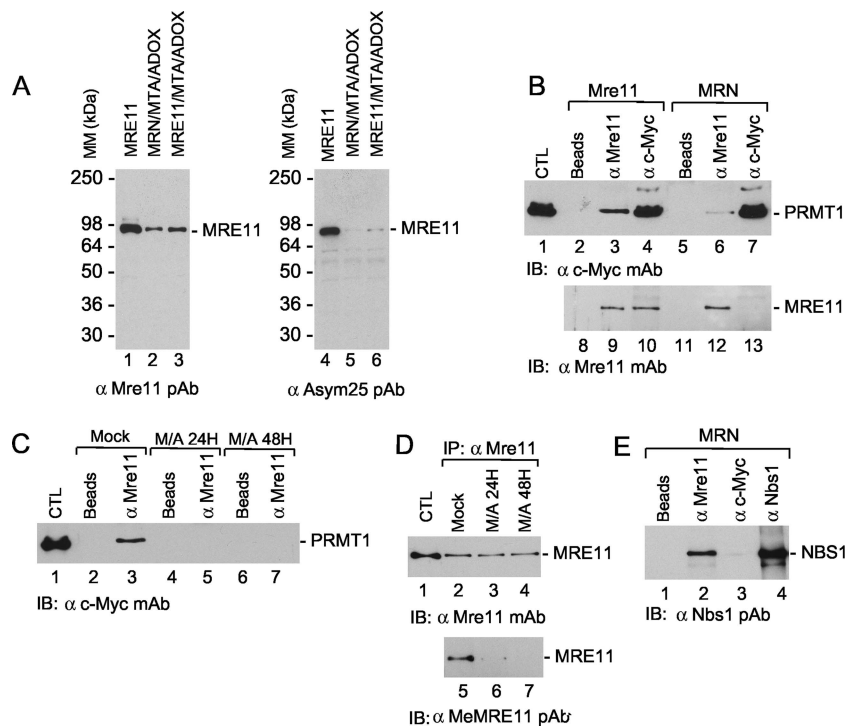 A
MM (kDa)
MRE11
MRN/MTA/ADOX
MRE11/MTA/ADOX
250 -
98 -
64 -
50 -
36 -
30 -
- MRE11
1 2 3
α Mre11 pAb
MM (kDa)
MRE11
MRN/MTA/ADOX
MRE11/MTA/ADOX
250 -
98 -
64 -
50 -
36 -
30 -
- MRE11
4 5 6
α Asym25 pAb
B
Mre11 MRN
CTL
Beads
α Mre11
α c-Myc
Beads
α Mre11
α c-Myc
- PRMT1
1 2 3 4 5 6 7
IB: α c-Myc mAb
- MRE11
8 9 10 11 12 13
IB: α Mre11 mAb
C
Mock M/A 24H M/A 48H
CTL
Beads
α Mre11
Beads
α Mre11
Beads
α Mre11
- PRMT1
1 2 3 4 5 6 7
IB: α c-Myc mAb
D
IP: α Mre11
CTL
Mock
M/A 24H
M/A 48H
- MRE11
1 2 3 4
IB: α Mre11 mAb
- MRE11
5 6 7
IB: α MeMRE11 pAb
E
MRN
Beads
α Mre11
α c-Myc
α Nbs1
- NBS1
1 2 3 4
IB: α Nbs1 pAb